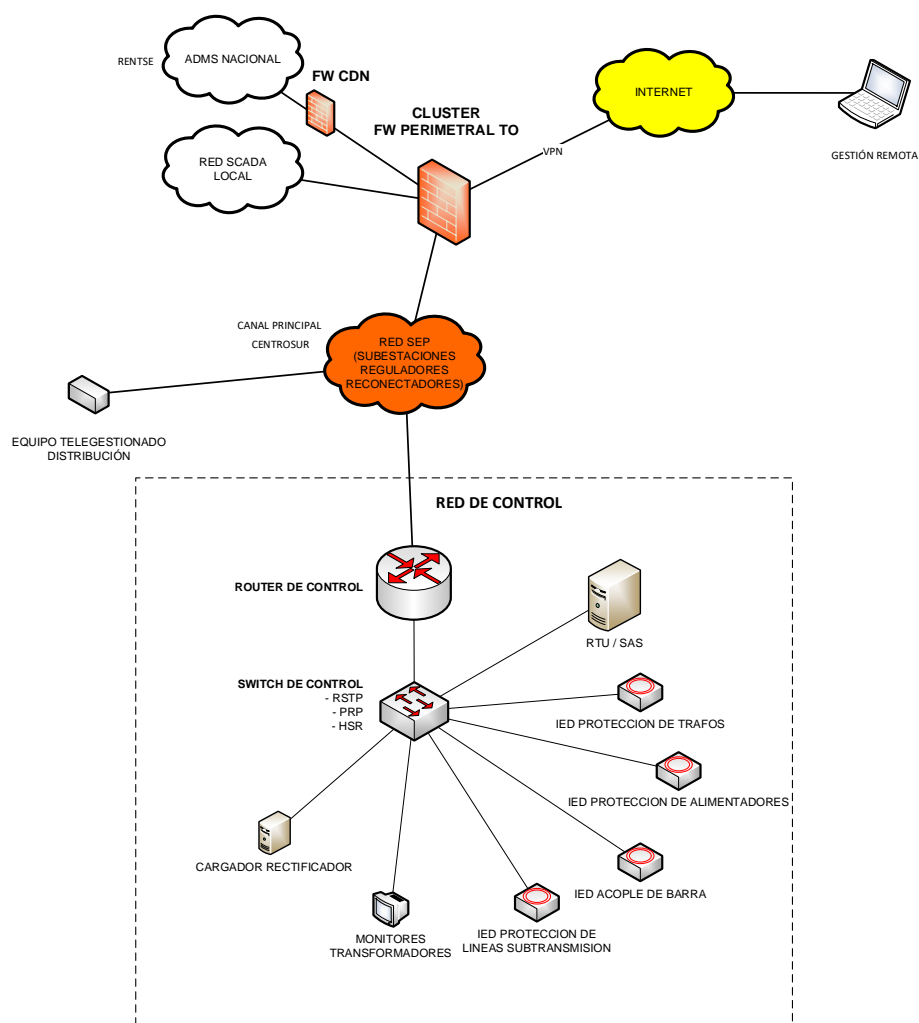 ADMS NACIONAL
RENTSE
FW CDN
CLUSTER
FW PERIMETRAL TO
INTERNET
GESTIÓN REMOTA
VPN
RED SCADA
LOCAL
CANAL PRINCIPAL
CENTROSUR
RED SEP
(SUBESTACIONES
REGULADORES
RECONECTADORES)
EQUIPO TELEGESTIONADO
DISTRIBUCIÓN
RED DE CONTROL
ROUTER DE CONTROL
RTU / SAS
SWITCH DE CONTROL
- RSTP
- PRP
- HSR
IED PROTECCION DE TRAFOS
IED PROTECCION DE ALIMENTADORES
CARGADOR RECTIFICADOR
IED ACOPLE DE BARRA
MONITORES
TRANSFORMADORES
IED PROTECCION DE
LINEAS SUBTRANSMISION